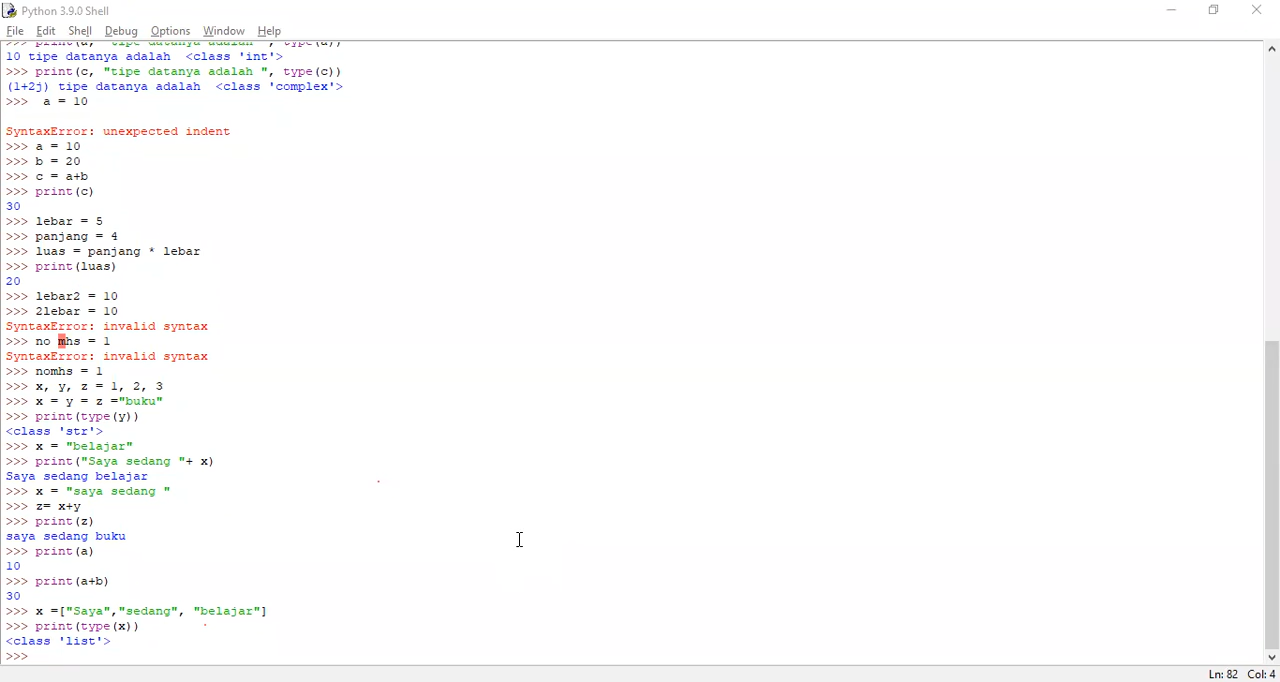 Python 3.9.0 Shell
File Edit Shell Debug Options Window Help
>>> print(a, "tipe datanya adalah ", type(a))
10 tipe datanya adalah  <class 'int'>
>>> print(c, "tipe datanya adalah ", type(c))
(1+2j) tipe datanya adalah  <class 'complex'>
>>>  a = 10
SyntaxError: unexpected indent
>>> a = 10
>>> b = 20
>>> c = a+b
>>> print(c)
30
>>> lebar = 5
>>> panjang = 4
>>> luas = panjang * lebar
>>> print(luas)
20
>>> lebar2 = 10
>>> 2lebar = 10
SyntaxError: invalid syntax
>>> no mhs = 1
SyntaxError: invalid syntax
>>> nomhs = 1
>>> x, y, z = 1, 2, 3
>>> x = y = z ="buku"
>>> print(type(y))
<class 'str'>
>>> x = "belajar"
>>> print("Saya sedang "+ x)
Saya sedang belajar
>>> x = "saya sedang "
>>> z= x+y
>>> print(z)
saya sedang buku
>>> print(a)
10
>>> print(a+b)
30
>>> x =["Saya","sedang", "belajar"]
>>> print(type(x))
<class 'list'>
>>>
Ln: 82 Col: 4